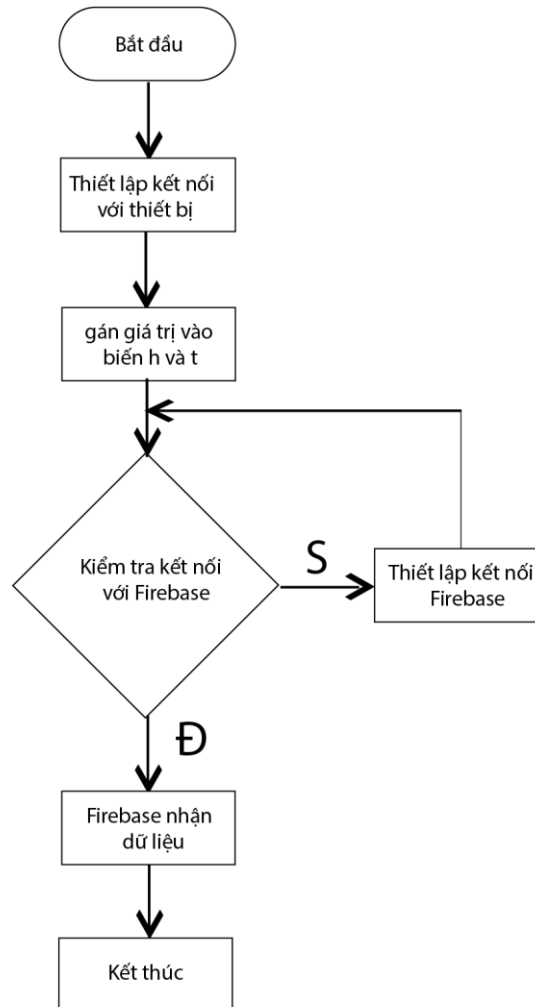 Bắt đầu
Thiết lập kết nối
với thiết bị
gán giá trị vào
biến h và t
Kiểm tra kết nối
với Firebase
S
Thiết lập kết nối
Firebase
Đ
Firebase nhận
dữ liệu
Kết thúc